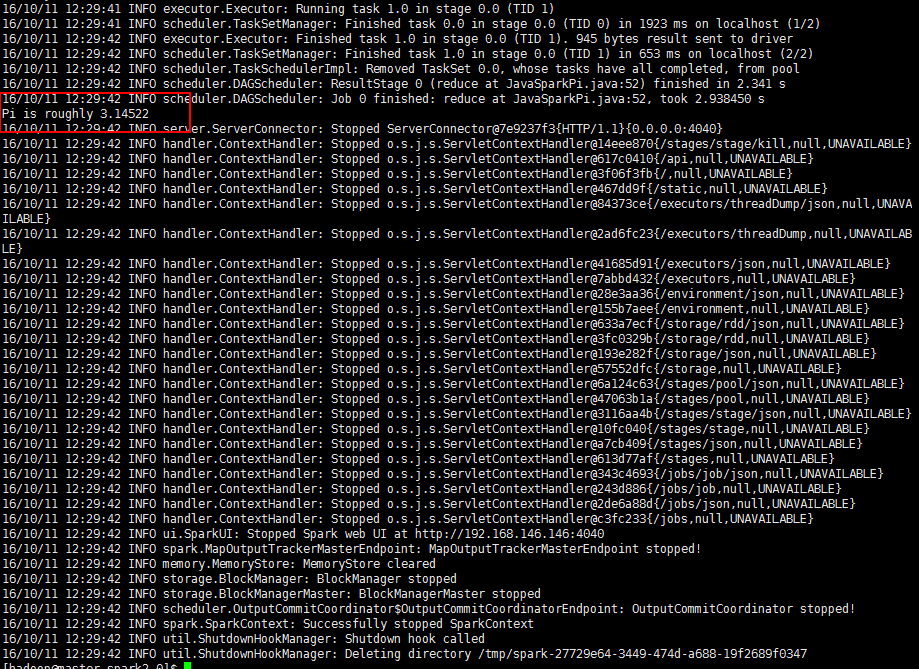 16/10/11 12:29:41 INFO executor.Executor: Running task 1.0 in stage 0.0 (TID 1)
16/10/11 12:29:41 INFO scheduler.TaskSetManager: Finished task 0.0 in stage 0.0 (TID 0) in 1923 ms on localhost (1/2)
16/10/11 12:29:42 INFO executor.Executor: Finished task 1.0 in stage 0.0 (TID 1). 945 bytes result sent to driver
16/10/11 12:29:42 INFO scheduler.TaskSetManager: Finished task 1.0 in stage 0.0 (TID 1) in 653 ms on localhost (2/2)
16/10/11 12:29:42 INFO scheduler.TaskSchedulerImpl: Removed TaskSet 0.0, whose tasks have all completed, from pool
16/10/11 12:29:42 INFO scheduler.DAGScheduler: ResultStage 0 (reduce at JavaSparkPi.java:52) finished in 2.341 s
16/10/11 12:29:42 INFO scheduler.DAGScheduler: Job 0 finished: reduce at JavaSparkPi.java:52, took 2.938450 s
Pi is roughly 3.14522
16/10/11 12:29:42 INFO server.ServerConnector: Stopped ServerConnector@7e9237f3{HTTP/1.1}{0.0.0.0:4040}
16/10/11 12:29:42 INFO handler.ContextHandler: Stopped o.s.j.s.ServletContextHandler@14eee870{/stages/stage/kill,null,UNAVAILABLE}
16/10/11 12:29:42 INFO handler.ContextHandler: Stopped o.s.j.s.ServletContextHandler@617c0410{/api,null,UNAVAILABLE}
16/10/11 12:29:42 INFO handler.ContextHandler: Stopped o.s.j.s.ServletContextHandler@3f06f3fb{/,null,UNAVAILABLE}
16/10/11 12:29:42 INFO handler.ContextHandler: Stopped o.s.j.s.ServletContextHandler@467dd9f{/static,null,UNAVAILABLE}
16/10/11 12:29:42 INFO handler.ContextHandler: Stopped o.s.j.s.ServletContextHandler@84373ce{/executors/threadDump/json,null,UNAVA
ILABLE}
16/10/11 12:29:42 INFO handler.ContextHandler: Stopped o.s.j.s.ServletContextHandler@2ad6fc23{/executors/threadDump,null,UNAVAILAB
LE}
16/10/11 12:29:42 INFO handler.ContextHandler: Stopped o.s.j.s.ServletContextHandler@41685d91{/executors/json,null,UNAVAILABLE}
16/10/11 12:29:42 INFO handler.ContextHandler: Stopped o.s.j.s.ServletContextHandler@7abbd432{/executors,null,UNAVAILABLE}
16/10/11 12:29:42 INFO handler.ContextHandler: Stopped o.s.j.s.ServletContextHandler@28e3aa36{/environment/json,null,UNAVAILABLE}
16/10/11 12:29:42 INFO handler.ContextHandler: Stopped o.s.j.s.ServletContextHandler@155b7aee{/environment,null,UNAVAILABLE}
16/10/11 12:29:42 INFO handler.ContextHandler: Stopped o.s.j.s.ServletContextHandler@633a7ecf{/storage/rdd/json,null,UNAVAILABLE}
16/10/11 12:29:42 INFO handler.ContextHandler: Stopped o.s.j.s.ServletContextHandler@3fc0329b{/storage/rdd,null,UNAVAILABLE}
16/10/11 12:29:42 INFO handler.ContextHandler: Stopped o.s.j.s.ServletContextHandler@193e282f{/storage/json,null,UNAVAILABLE}
16/10/11 12:29:42 INFO handler.ContextHandler: Stopped o.s.j.s.ServletContextHandler@57552dfc{/storage,null,UNAVAILABLE}
16/10/11 12:29:42 INFO handler.ContextHandler: Stopped o.s.j.s.ServletContextHandler@6a124c63{/stages/pool/json,null,UNAVAILABLE}
16/10/11 12:29:42 INFO handler.ContextHandler: Stopped o.s.j.s.ServletContextHandler@47063b1a{/stages/pool,null,UNAVAILABLE}
16/10/11 12:29:42 INFO handler.ContextHandler: Stopped o.s.j.s.ServletContextHandler@3116aa4b{/stages/stage/json,null,UNAVAILABLE}
16/10/11 12:29:42 INFO handler.ContextHandler: Stopped o.s.j.s.ServletContextHandler@10fc040{/stages/stage,null,UNAVAILABLE}
16/10/11 12:29:42 INFO handler.ContextHandler: Stopped o.s.j.s.ServletContextHandler@a7cb409{/stages/json,null,UNAVAILABLE}
16/10/11 12:29:42 INFO handler.ContextHandler: Stopped o.s.j.s.ServletContextHandler@613d77af{/stages,null,UNAVAILABLE}
16/10/11 12:29:42 INFO handler.ContextHandler: Stopped o.s.j.s.ServletContextHandler@343c4693{/jobs/job/json,null,UNAVAILABLE}
16/10/11 12:29:42 INFO handler.ContextHandler: Stopped o.s.j.s.ServletContextHandler@243d886{/jobs/job,null,UNAVAILABLE}
16/10/11 12:29:42 INFO handler.ContextHandler: Stopped o.s.j.s.ServletContextHandler@2de6a88d{/jobs/json,null,UNAVAILABLE}
16/10/11 12:29:42 INFO handler.ContextHandler: Stopped o.s.j.s.ServletContextHandler@c3fc233{/jobs,null,UNAVAILABLE}
16/10/11 12:29:42 INFO ui.SparkUI: Stopped Spark web UI at http://192.168.146.146:4040
16/10/11 12:29:42 INFO spark.MapOutputTrackerMasterEndpoint: MapOutputTrackerMasterEndpoint stopped!
16/10/11 12:29:42 INFO memory.MemoryStore: MemoryStore cleared
16/10/11 12:29:42 INFO storage.BlockManager: BlockManager stopped
16/10/11 12:29:42 INFO storage.BlockManagerMaster: BlockManagerMaster stopped
16/10/11 12:29:42 INFO scheduler.OutputCommitCoordinator$OutputCommitCoordinatorEndpoint: OutputCommitCoordinator stopped!
16/10/11 12:29:42 INFO spark.SparkContext: Successfully stopped SparkContext
16/10/11 12:29:42 INFO util.ShutdownHookManager: Shutdown hook called
16/10/11 12:29:42 INFO util.ShutdownHookManager: Deleting directory /tmp/spark-27729e64-3449-474d-a688-19f2689f0347
[hadoop@master spark2.0]$